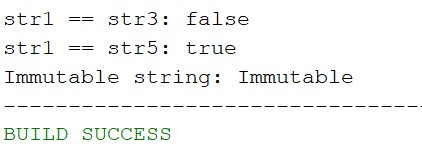 str1 == str3: false
str1 == str5: true
Immutable string: Immutable
--------------------------------
BUILD SUCCESS